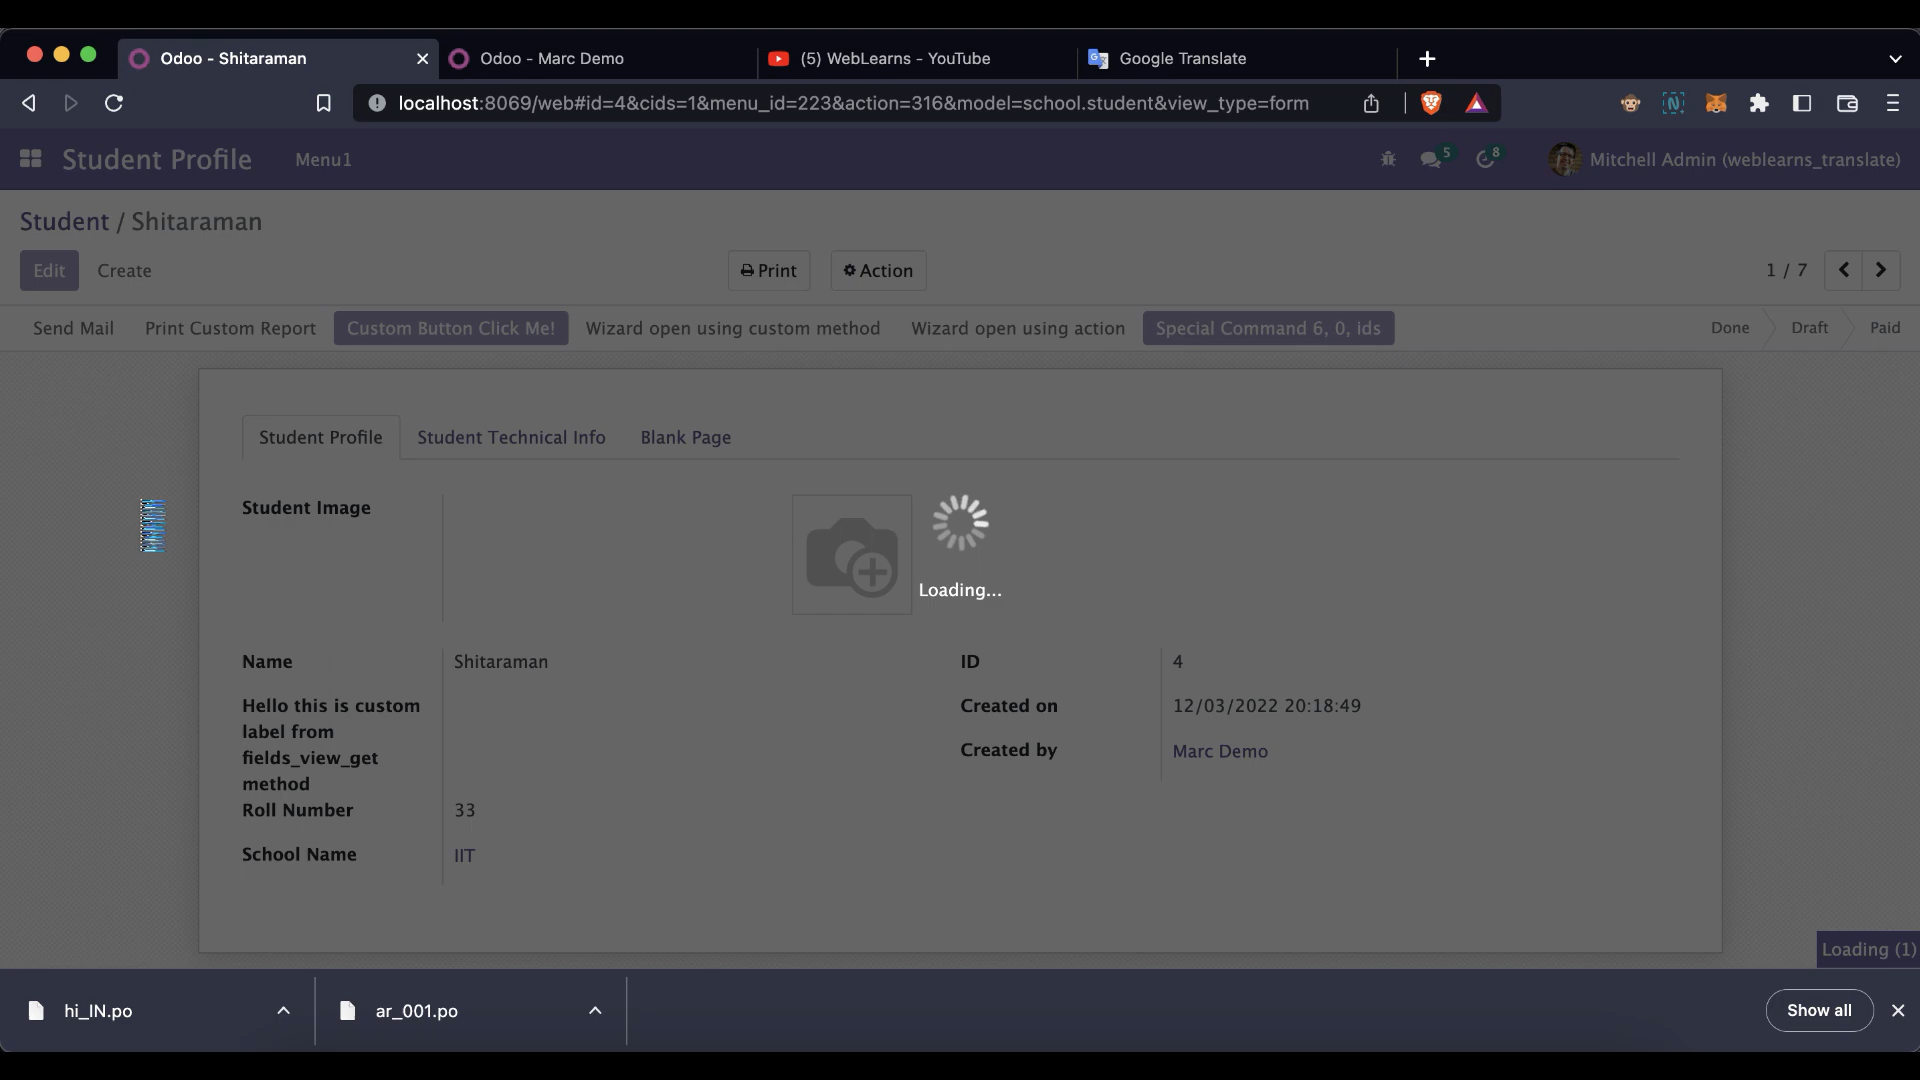 Odoo - Shitaraman
Odoo - Marc Demo
(5) WebLearns - YouTube
Google Translate
localhost:8069/web#id=4&cids=1&menu_id=223&action=316&model=school.student&view_type=form
Student Profile
Menu1
5
8
Mitchell Admin (weblearns_translate)
Student / Shitaraman
Edit
Create
Print
Action
1 / 7
Send Mail
Print Custom Report
Custom Button Click Me!
Wizard open using custom method
Wizard open using action
Special Command 6, 0, ids
Done
Draft
Paid
Student Profile
Student Technical Info
Blank Page
Student Image
Loading...
Name
Shitaraman
ID
4
Hello this is custom
label from
fields_view_get
method
Created on
12/03/2022 20:18:49
Created by
Marc Demo
Roll Number
33
School Name
IIT
Loading (1)
hi_IN.po
ar_001.po
Show all